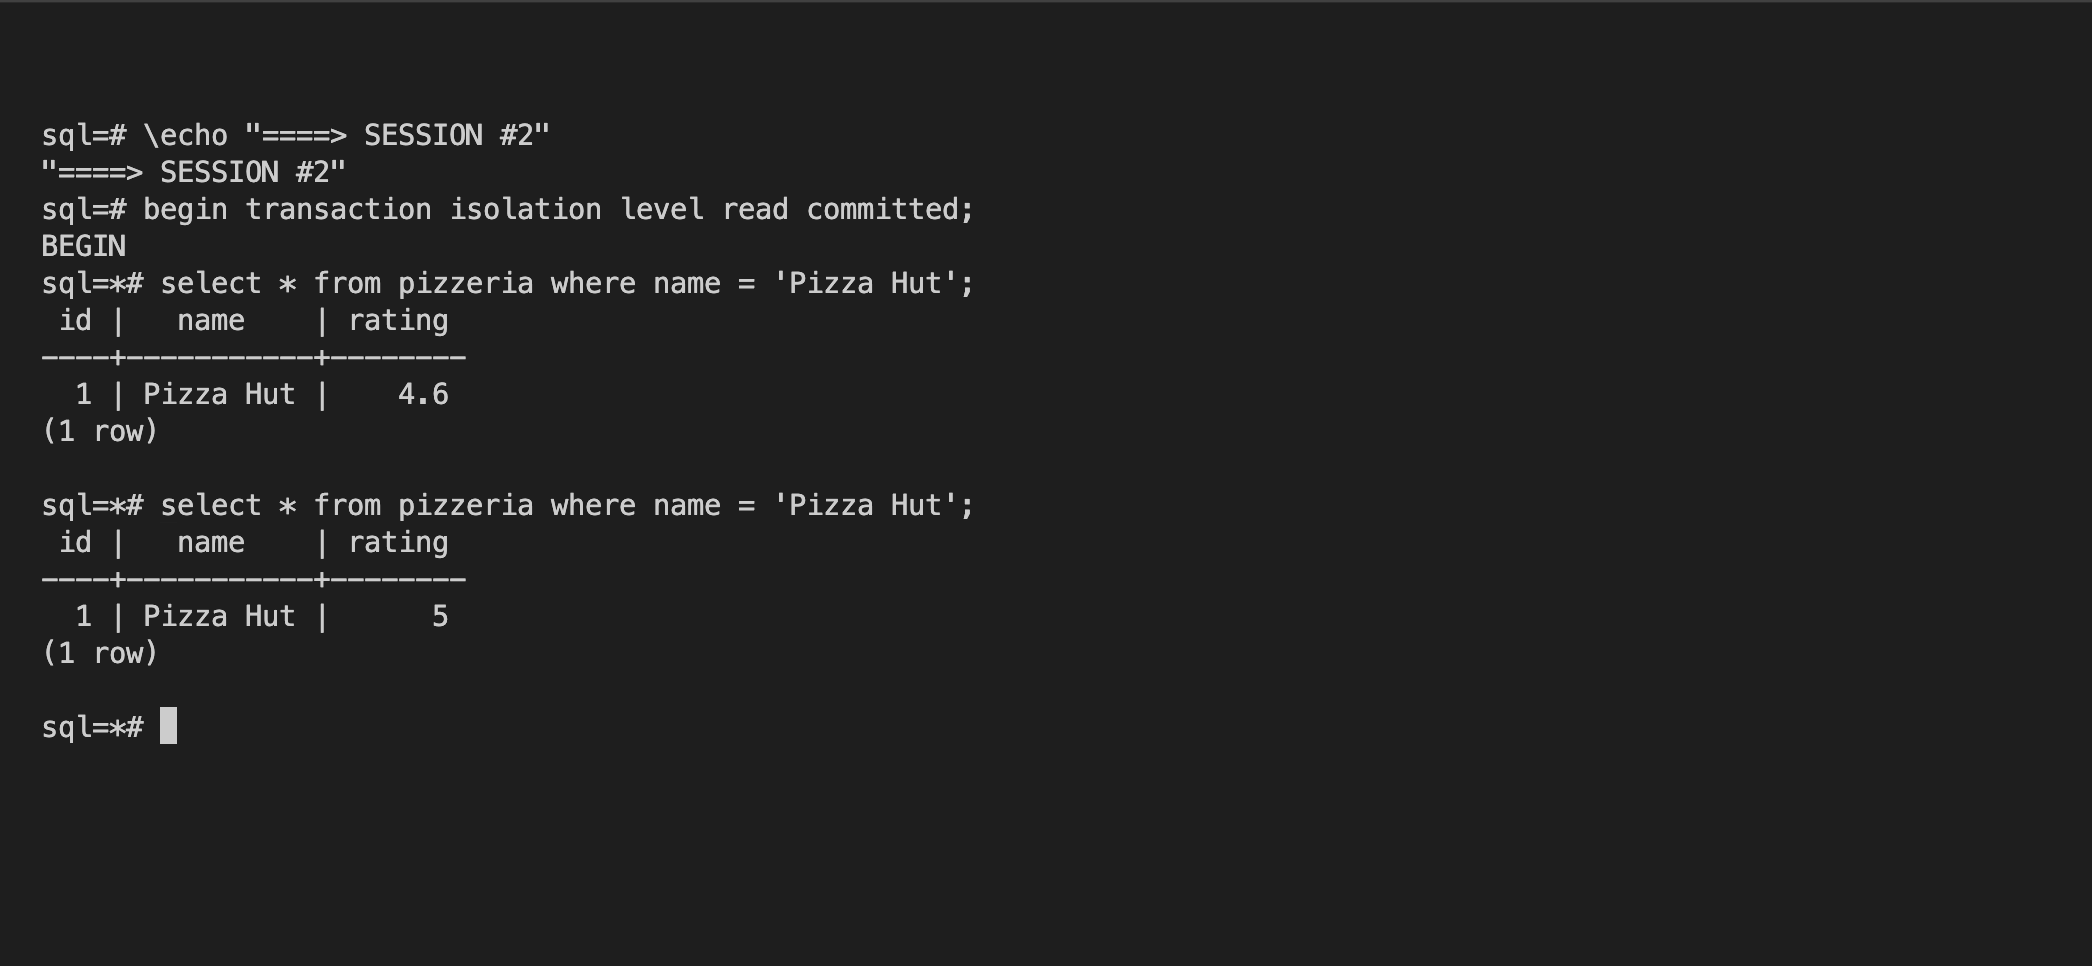 sql=# \echo "====> SESSION #2"
"====> SESSION #2"
sql=# begin transaction isolation level read committed;
BEGIN
sql=*# select * from pizzeria where name = 'Pizza Hut';
 id |   name    | rating
----+-----------+--------
  1 | Pizza Hut |    4.6
(1 row)

sql=*# select * from pizzeria where name = 'Pizza Hut';
 id |   name    | rating
----+-----------+--------
  1 | Pizza Hut |      5
(1 row)

sql=*#